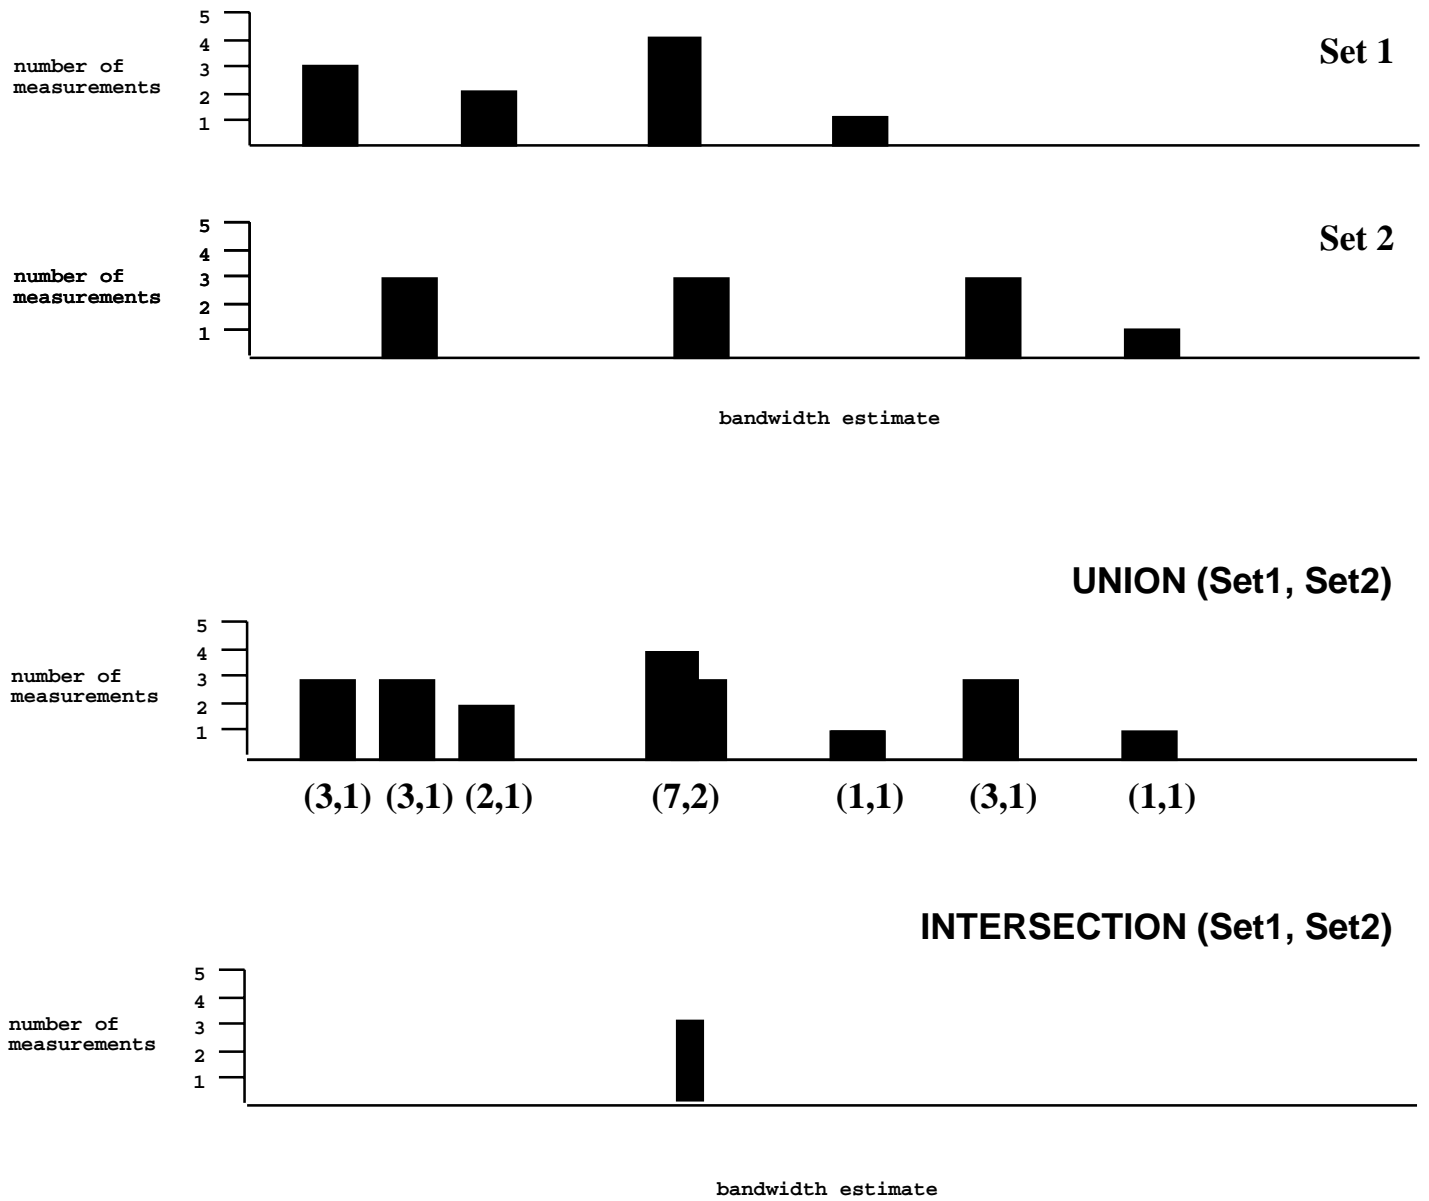 5
4
3
2
1
number of
measurements
Set 1
5
4
3
2
1
number of
measurements
Set 2
bandwidth estimate
UNION (Set1, Set2)
5
4
3
2
1
number of
measurements
(3,1) (3,1) (2,1) (7,2) (1,1) (3,1) (1,1)
INTERSECTION (Set1, Set2)
5
4
3
2
1
number of
measurements
bandwidth estimate